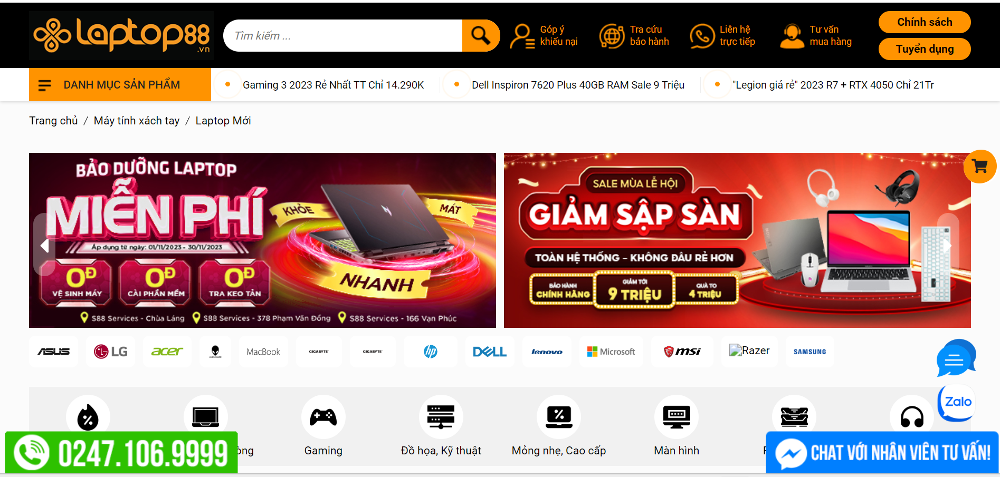 laptop88
.vn
Tìm kiếm ...
Góp ý
khiếu nại
Tra cứu
bảo hành
Liên hệ
trực tiếp
Tư vấn
mua hàng
Chính sách
Tuyển dụng
DANH MỤC SẢN PHẨM
Gaming 3 2023 Rẻ Nhất TT Chỉ 14.290K
Dell Inspiron 7620 Plus 40GB RAM Sale 9 Triệu
"Legion giá rẻ" 2023 R7 + RTX 4050 Chỉ 21Tr
Trang chủ / Máy tính xách tay / Laptop Mới
BẢO DƯỠNG LAPTOP
MIỄN PHÍ
Áp dụng từ ngày: 01/11/2023 - 30/11/2023
0Đ
VỆ SINH MÁY
0Đ
CÀI PHẦN MỀM
0Đ
TRA KEO TẢN
KHỎE
MÁT
NHANH
S88 Services - Chùa Láng
S88 Services - 378 Phạm Văn Đồng
S88 Services - 166 Vạn Phúc
SALE MÙA LỄ HỘI
GIẢM SẬP SÀN
TOÀN HỆ THỐNG - KHÔNG ĐÂU RẺ HƠN
BẢO HÀNH
CHÍNH HÃNG
GIẢM TỚI
9 TRIỆU
QUÀ TO
4 TRIỆU
ASUS
LG
acer
MacBook
GIGABYTE
GIGABYTE
hp
DELL
lenovo
Microsoft
msi
Razer
SAMSUNG
Zalo
Gaming
Đồ họa, Kỹ thuật
Mỏng nhẹ, Cao cấp
Màn hình
0247.106.9999
CHAT VỚI NHÂN VIÊN TƯ VẤN!